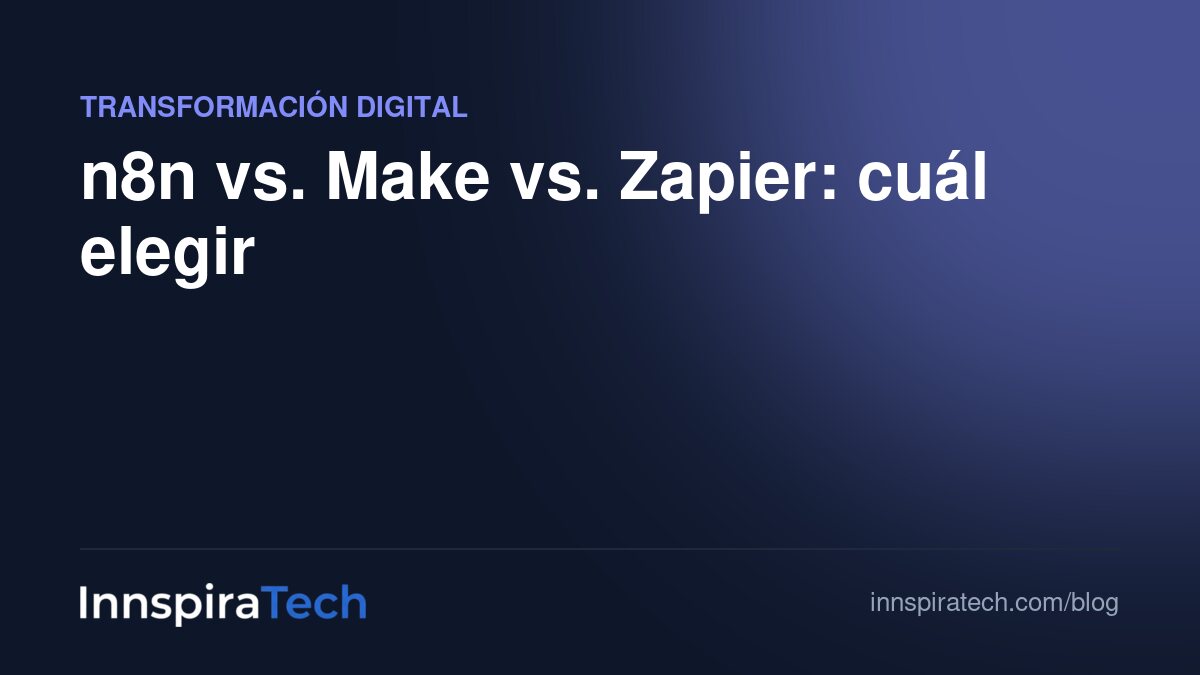 TRANSFORMACIÓN DIGITAL
n8n vs. Make vs. Zapier: cuál
elegir
InnspiraTech
innspiratech.com/blog